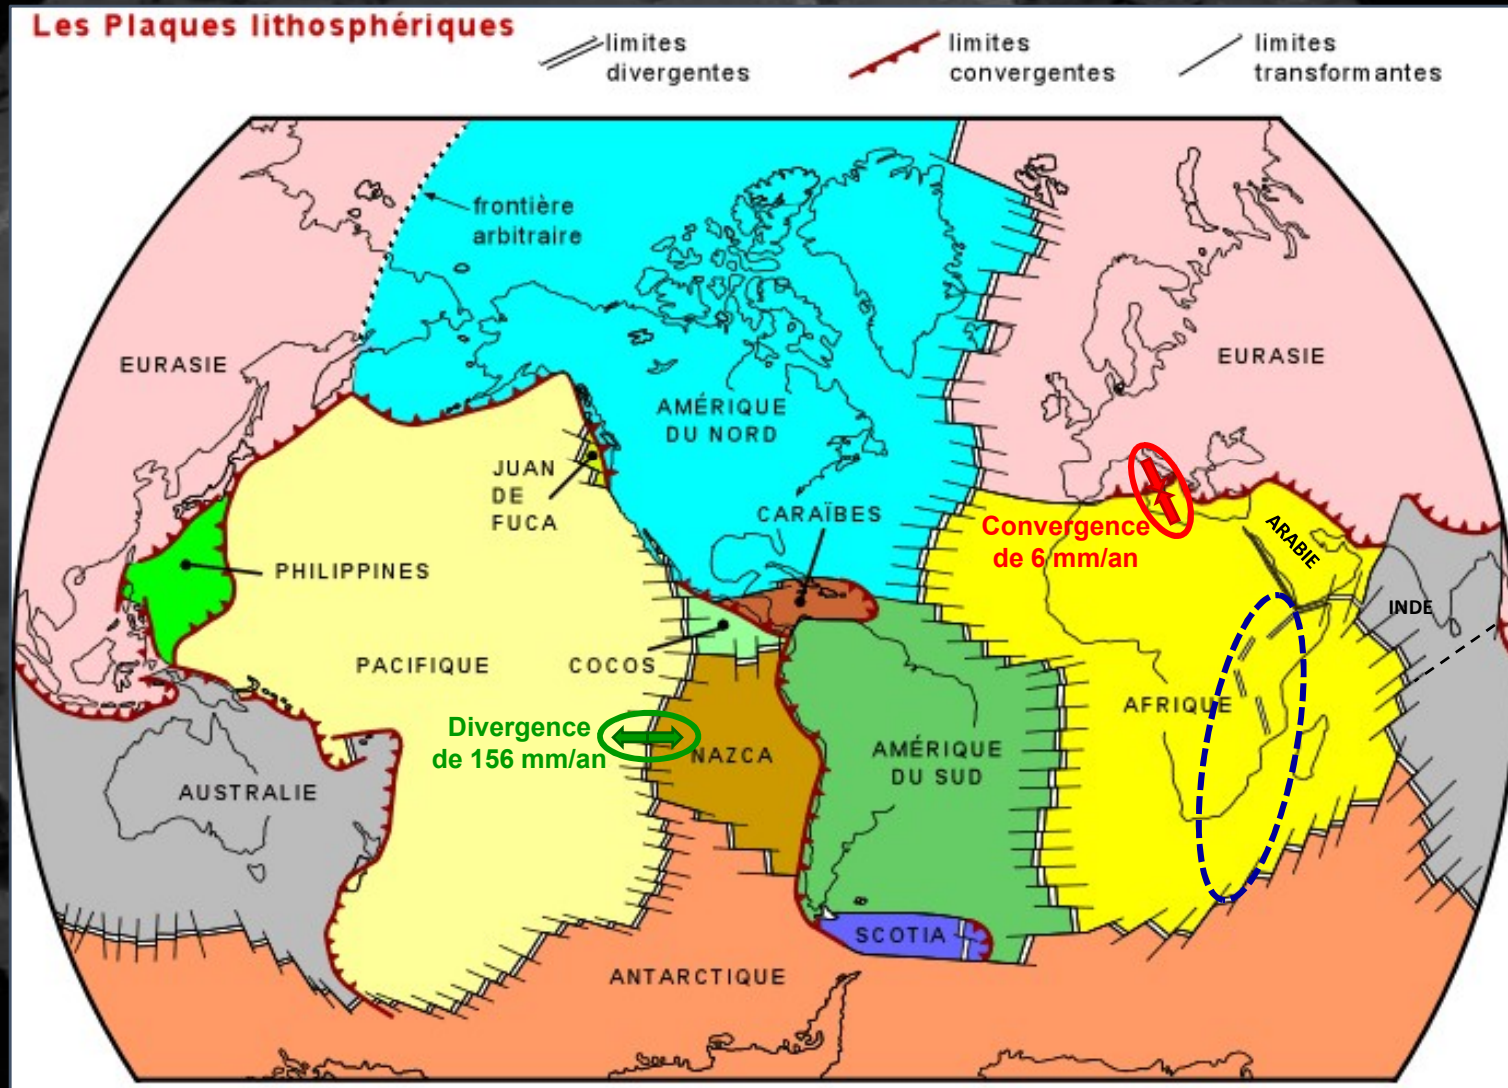 Les Plaques lithosphériques
limites
divergentes
limites
convergentes
limites
transformantes
frontière
arbitraire
EURASIE
EURASIE
AMÉRIQUE
DU NORD
JUAN
DE
FUCA
CARAÏBES
Convergence
de 6 mm/an
ARABIE
PHILIPPINES
INDE
PACIFIQUE
COCOS
AFRIQUE
Divergence
de 156 mm/an
NAZCA
AMÉRIQUE
DU SUD
AUSTRALIE
SCOTIA
ANTARCTIQUE